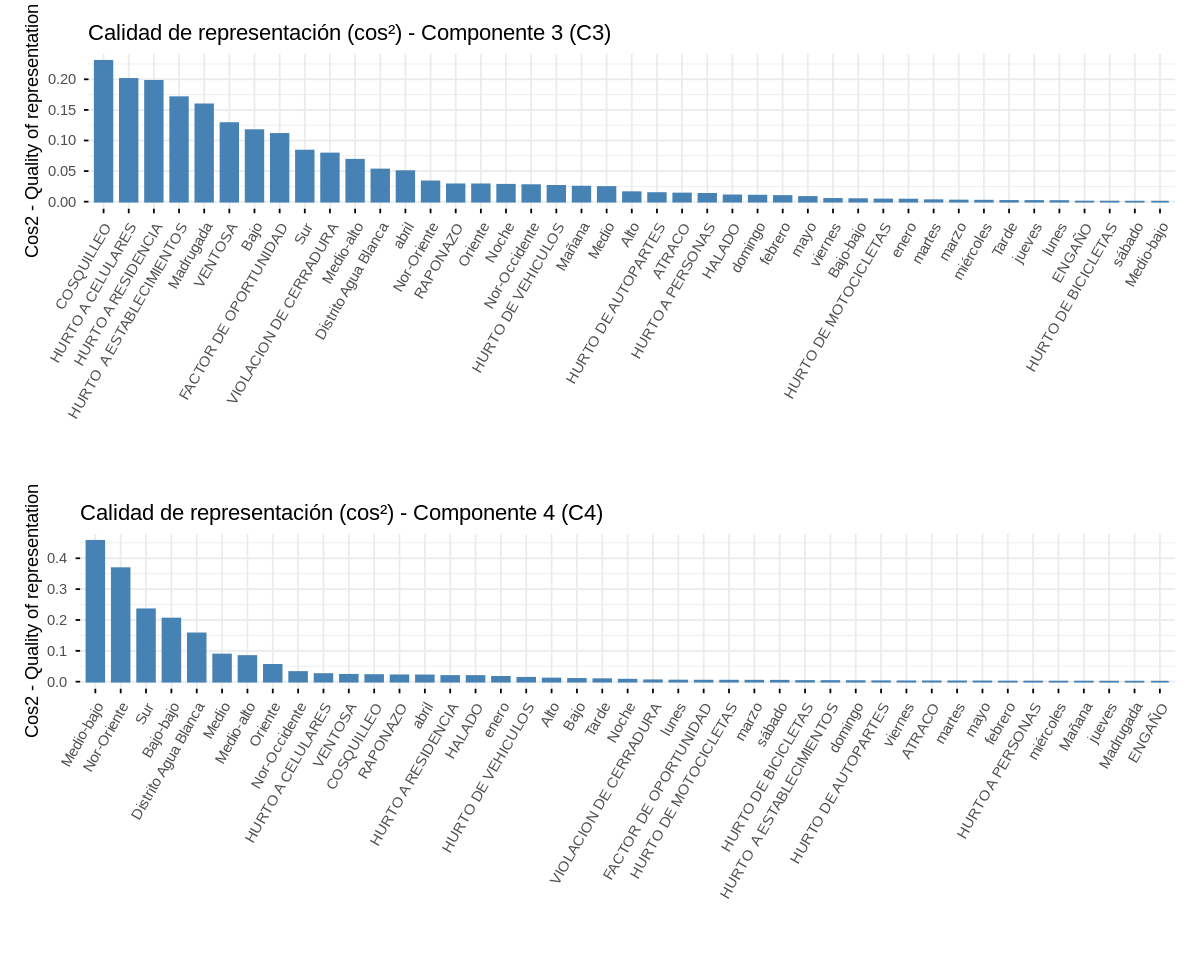 Calidad de representación (cos²) - Componente 3 (C3)
Cos2 - Quality of representation
0.20
0.15
0.10
0.05
0.00
COSQUILLEO
HURTO A CELULARES
HURTO A RESIDENCIA
HURTO  A ESTABLECIMIENTOS
Madrugada
VENTOSA
Bajo
FACTOR DE OPORTUNIDAD
Sur
VIOLACION DE CERRADURA
Medio-alto
Distrito Agua Blanca
abril
Nor-Oriente
RAPONAZO
Oriente
Noche
Nor-Occidente
HURTO DE VEHICULOS
Mañana
Medio
Alto
HURTO DE AUTOPARTES
ATRACO
HURTO A PERSONAS
HALADO
domingo
febrero
mayo
viernes
Bajo-bajo
HURTO DE MOTOCICLETAS
enero
martes
marzo
miércoles
Tarde
jueves
lunes
ENGAÑO
HURTO DE BICICLETAS
sábado
Medio-bajo
Calidad de representación (cos²) - Componente 4 (C4)
Cos2 - Quality of representation
0.4
0.3
0.2
0.1
0.0
Medio-bajo
Nor-Oriente
Sur
Bajo-bajo
Distrito Agua Blanca
Medio
Medio-alto
Oriente
Nor-Occidente
HURTO A CELULARES
VENTOSA
COSQUILLEO
RAPONAZO
abril
HURTO A RESIDENCIA
HALADO
enero
HURTO DE VEHICULOS
Alto
Bajo
Tarde
Noche
VIOLACION DE CERRADURA
lunes
FACTOR DE OPORTUNIDAD
HURTO DE MOTOCICLETAS
marzo
sábado
HURTO DE BICICLETAS
HURTO  A ESTABLECIMIENTOS
domingo
HURTO DE AUTOPARTES
viernes
ATRACO
martes
mayo
febrero
HURTO A PERSONAS
miércoles
Mañana
jueves
Madrugada
ENGAÑO